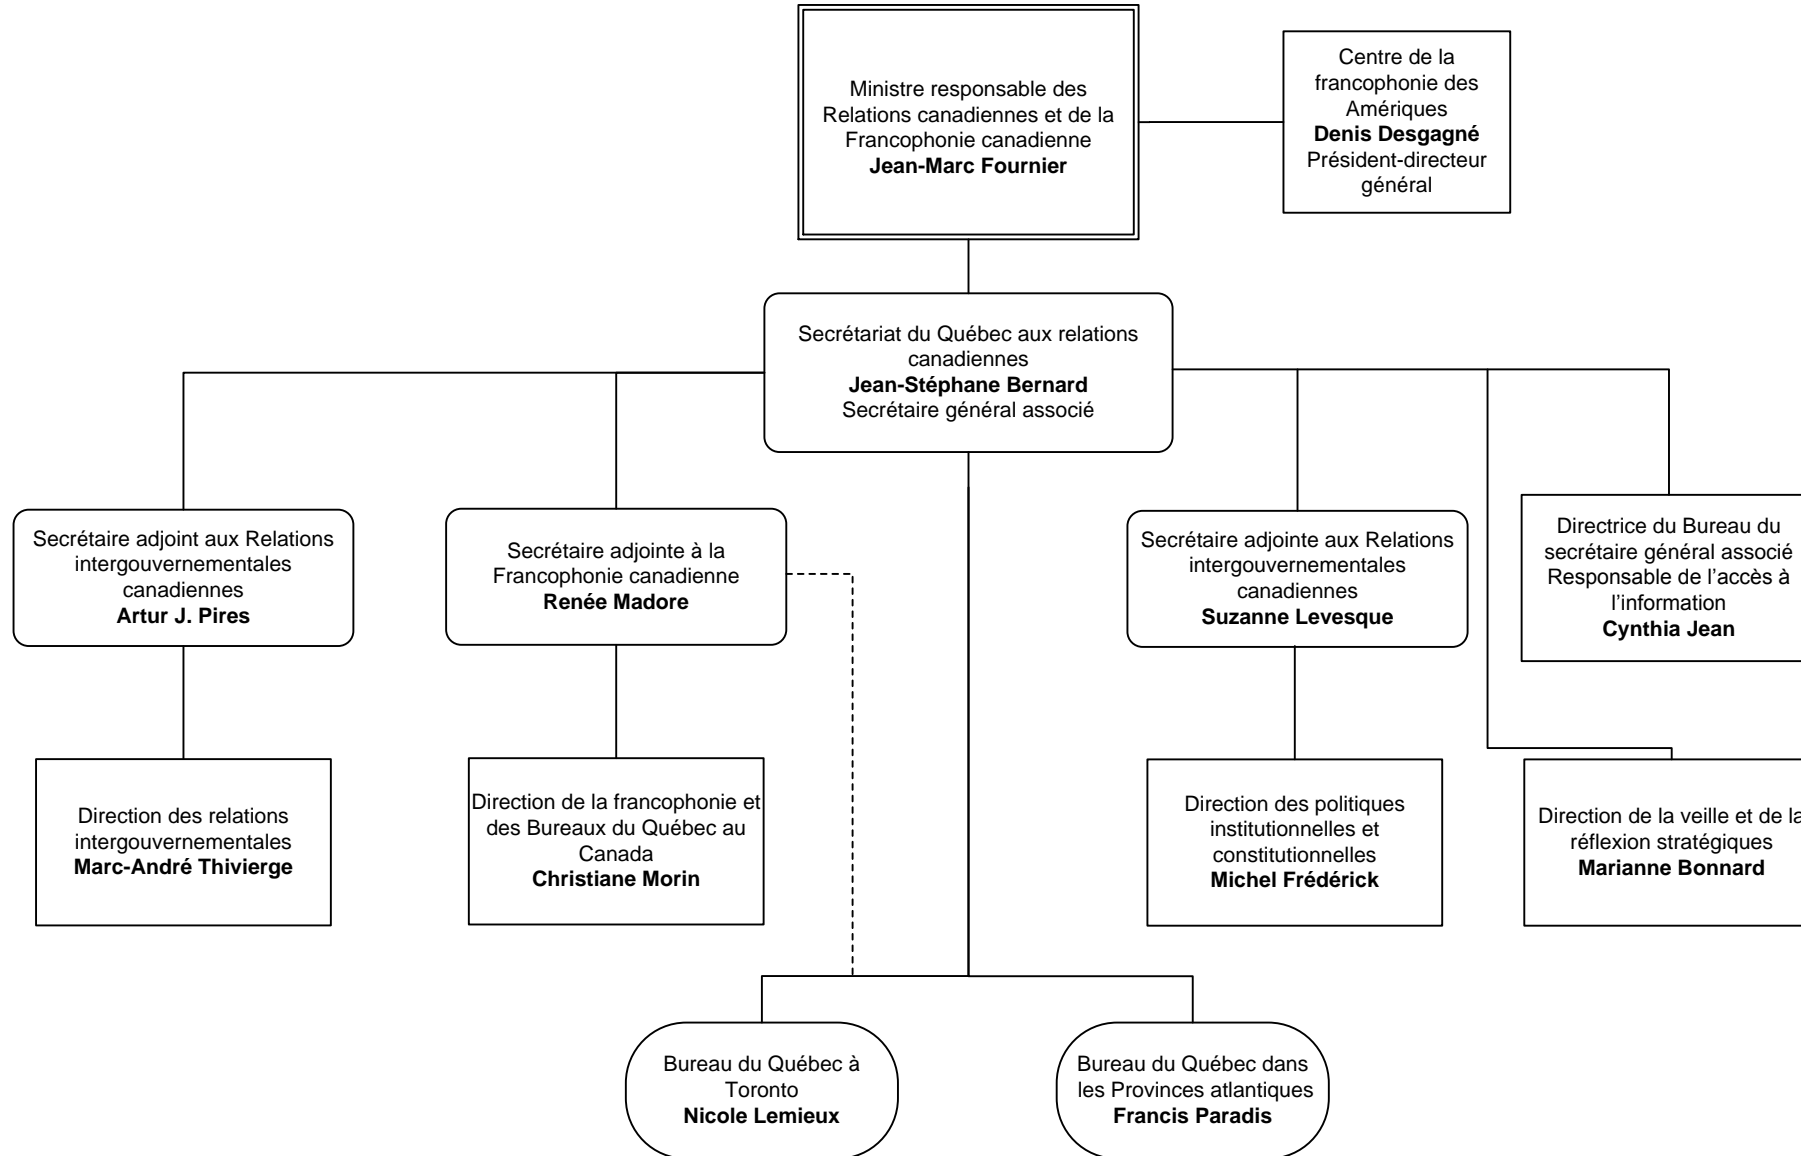 Ministre responsable des
Relations canadiennes et de la
Francophonie canadienne
Jean-Marc Fournier
Centre de la
francophonie des
Amériques
Denis Desgagné
Président-directeur
général
Secrétariat du Québec aux relations
canadiennes
Jean-Stéphane Bernard
Secrétaire général associé
Secrétaire adjoint aux Relations
intergouvernementales
canadiennes
Artur J. Pires
Secrétaire adjointe à la
Francophonie canadienne
Renée Madore
Secrétaire adjointe aux Relations
intergouvernementales
canadiennes
Suzanne Levesque
Directrice du Bureau du
secrétaire général associé
Responsable de l’accès à
l’information
Cynthia Jean
Direction des relations
intergouvernementales
Marc-André Thivierge
Direction de la francophonie et
des Bureaux du Québec au
Canada
Christiane Morin
Direction des politiques
institutionnelles et
constitutionnelles
Michel Frédérick
Direction de la veille et de la
réflexion stratégiques
Marianne Bonnard
Bureau du Québec à
Toronto
Nicole Lemieux
Bureau du Québec dans
les Provinces atlantiques
Francis Paradis